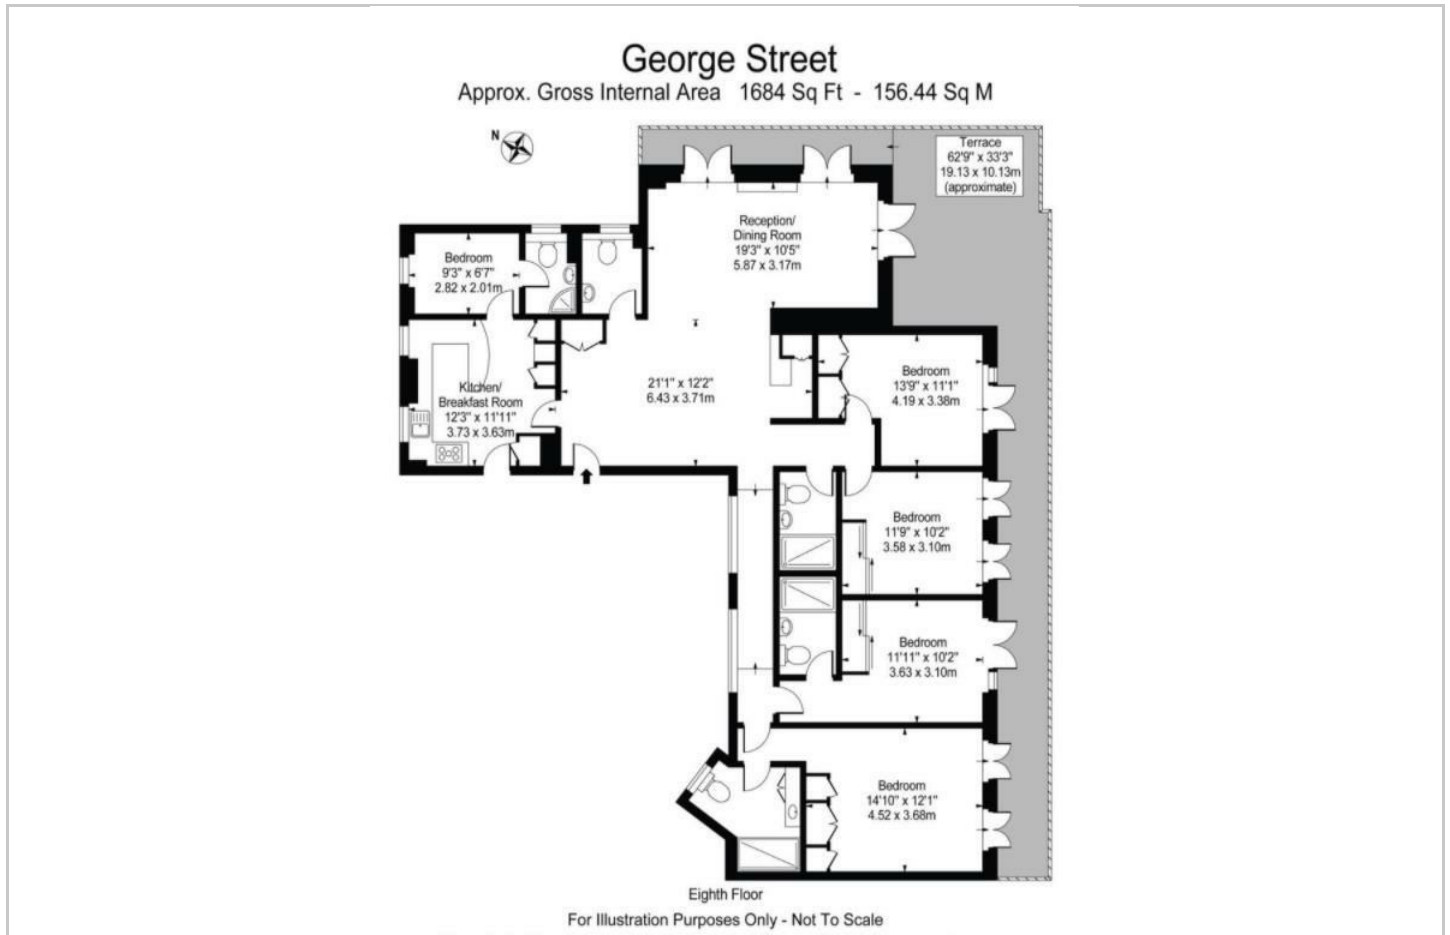 George Street
Approx. Gross Internal Area 1684 Sq Ft - 156.44 Sq M
N
Terrace
62'9" x 33'3"
19.13 x 10.13m
(approximate)
Reception/
Dining Room
19'3" x 10'5"
5.87 x 3.17m
Bedroom
9'3" x 6'7"
2.82 x 2.01m
Kitchen/
Breakfast Room
12'3" x 11'11"
3.73 x 3.63m
21'1" x 12'2"
6.43 x 3.71m
Bedroom
13'9" x 11'1"
4.19 x 3.38m
Bedroom
11'9" x 10'2"
3.58 x 3.10m
Bedroom
11'11" x 10'2"
3.63 x 3.10m
Bedroom
14'10" x 12'1"
4.52 x 3.68m
Eighth Floor
For Illustration Purposes Only - Not To Scale